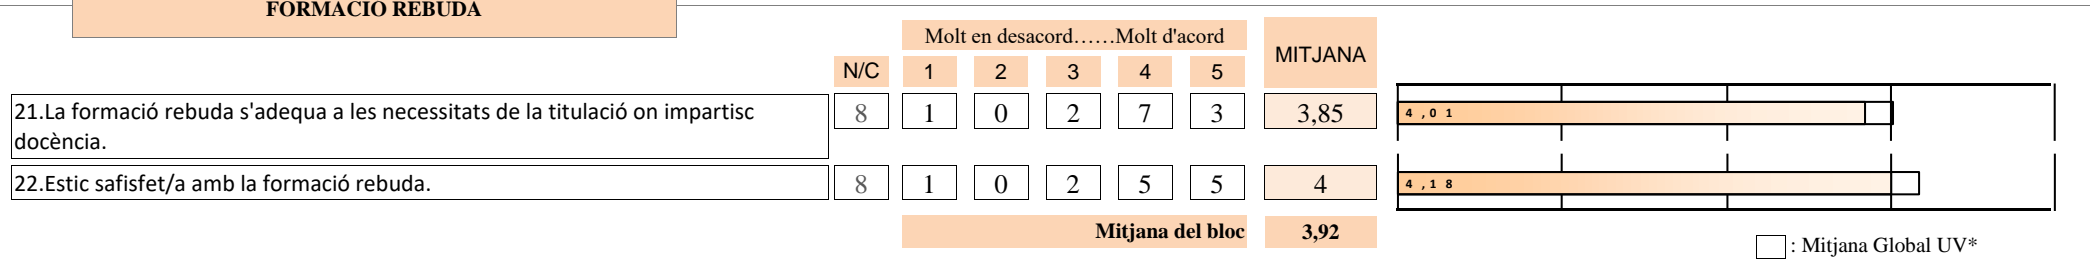 FORMACIÓ REBUDA
Molt en desacord……Molt d'acord
MITJANA
N/C 1 2 3 4 5
21.La formació rebuda s'adequa a les necessitats de la titulació on impartisc
docència.
8 1 0 2 7 3 3,85 4,01
22.Estic safisfet/a amb la formació rebuda. 8 1 0 2 5 5 4 4,18
Mitjana del bloc 3,92
: Mitjana Global UV*